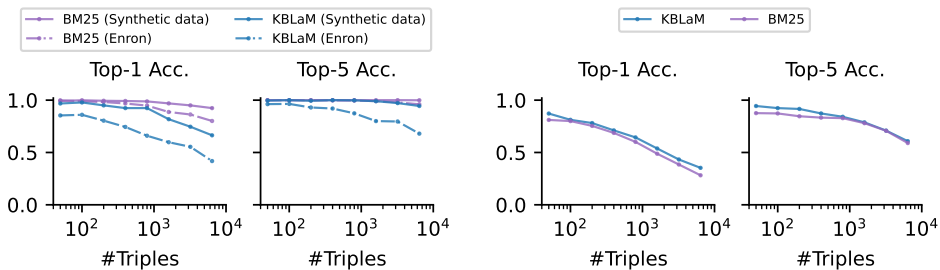 BM25 (Synthetic data)
BM25 (Enron)
KBLaM (Synthetic data)
KBLaM (Enron)
KBLaM
BM25
Top-1 Acc.
Top-5 Acc.
Top-1 Acc.
Top-5 Acc.
1.0
0.5
0.0
1.0
0.5
0.0
10² 10³ 10⁴
10² 10³ 10⁴
10² 10³ 10⁴
10² 10³ 10⁴
#Triples
#Triples
#Triples
#Triples